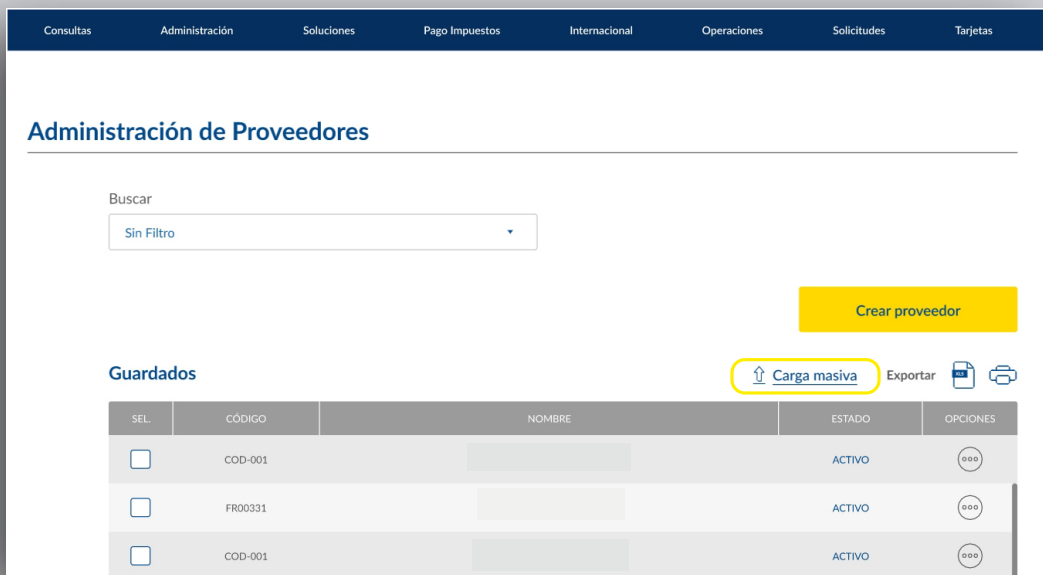 Consultas Administración Soluciones Pago Impuestos Internacional Operaciones Solicitudes Tarjetas
Administración de Proveedores
Buscar
Sin Filtro
Crear proveedor
Guardados
Carga masiva Exportar XLS
SEL. CÓDIGO NOMBRE ESTADO OPCIONES
COD-001 ACTIVO
FR00331 ACTIVO
COD-001 ACTIVO